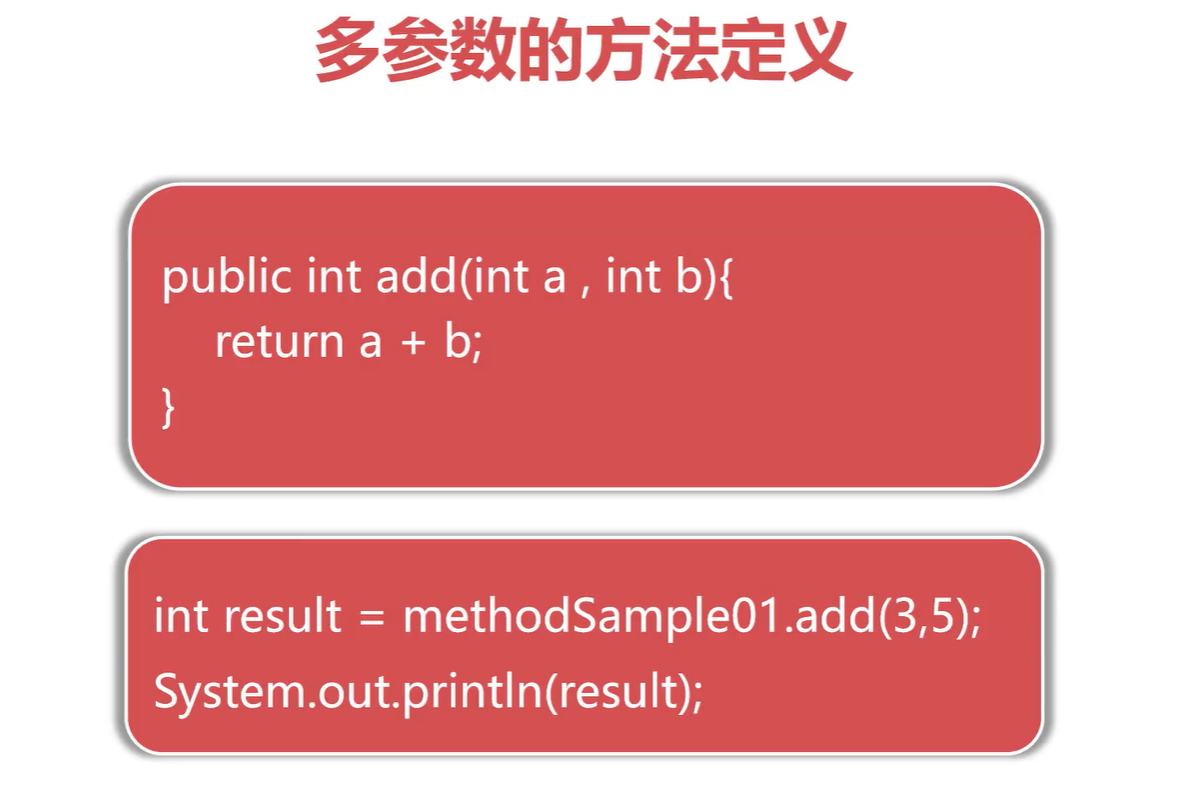 多参数的方法定义
public int add(int a , int b){
return a + b;
}
int result = methodSample01.add(3,5);
System.out.println(result);